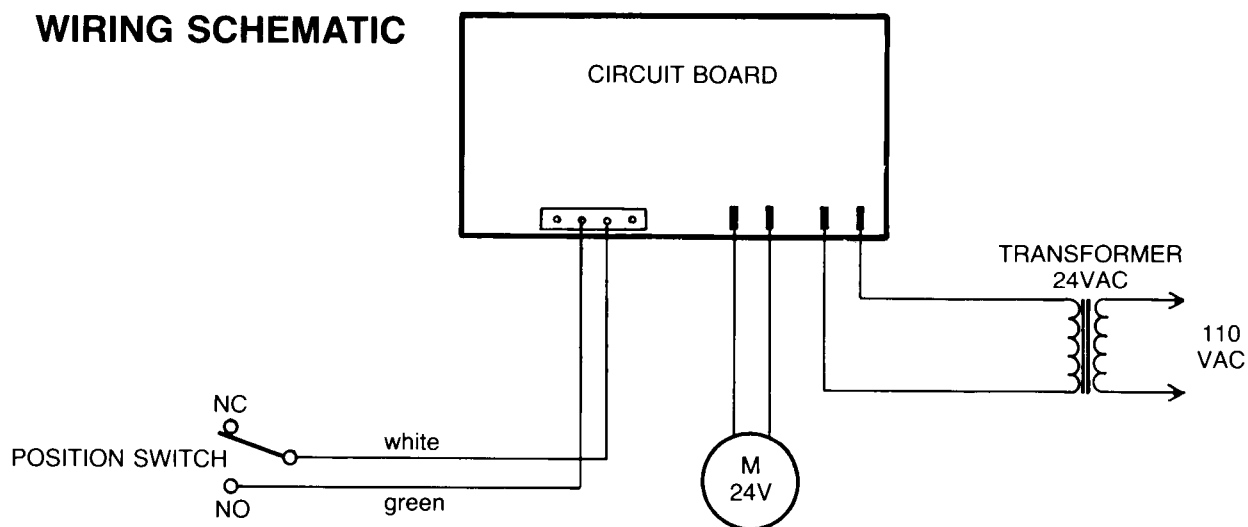 WIRING SCHEMATIC
CIRCUIT BOARD
TRANSFORMER
24VAC
110
VAC
NC
POSITION SWITCH
NO
white
green
M
24V